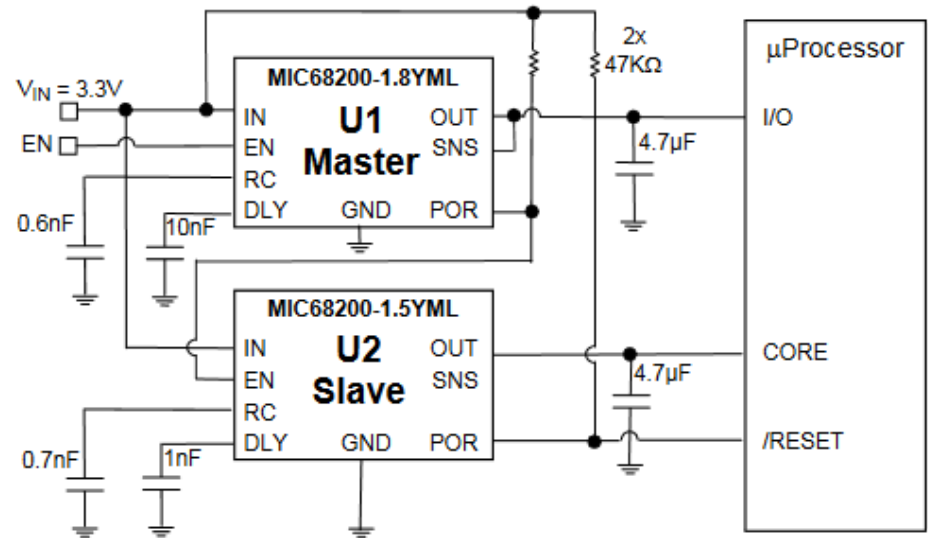 2x
47KΩ
μProcessor
V_IN = 3.3V
EN
MIC68200-1.8YML
U1
Master
IN
EN
RC
DLY
GND
OUT
SNS
POR
I/O
4.7μF
0.6nF
10nF
MIC68200-1.5YML
U2
Slave
IN
EN
RC
DLY
GND
OUT
SNS
POR
CORE
4.7μF
/RESET
0.7nF
1nF